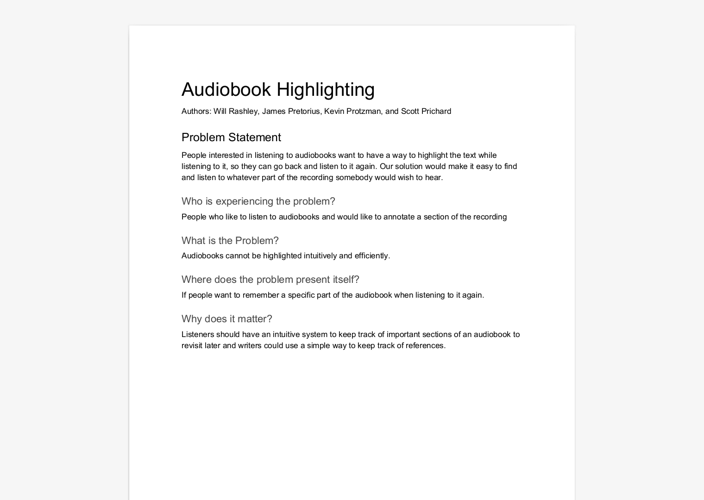 Audiobook Highlighting
Authors: Will Rashley, James Pretorius, Kevin Protzman, and Scott Prichard
Problem Statement
People interested in listening to audiobooks want to have a way to highlight the text while
listening to it, so they can go back and listen to it again. Our solution would make it easy to find
and listen to whatever part of the recording somebody would wish to hear.
Who is experiencing the problem?
People who like to listen to audiobooks and would like to annotate a section of the recording
What is the Problem?
Audiobooks cannot be highlighted intuitively and efficiently.
Where does the problem present itself?
If people want to remember a specific part of the audiobook when listening to it again.
Why does it matter?
Listeners should have an intuitive system to keep track of important sections of an audiobook to
revisit later and writers could use a simple way to keep track of references.